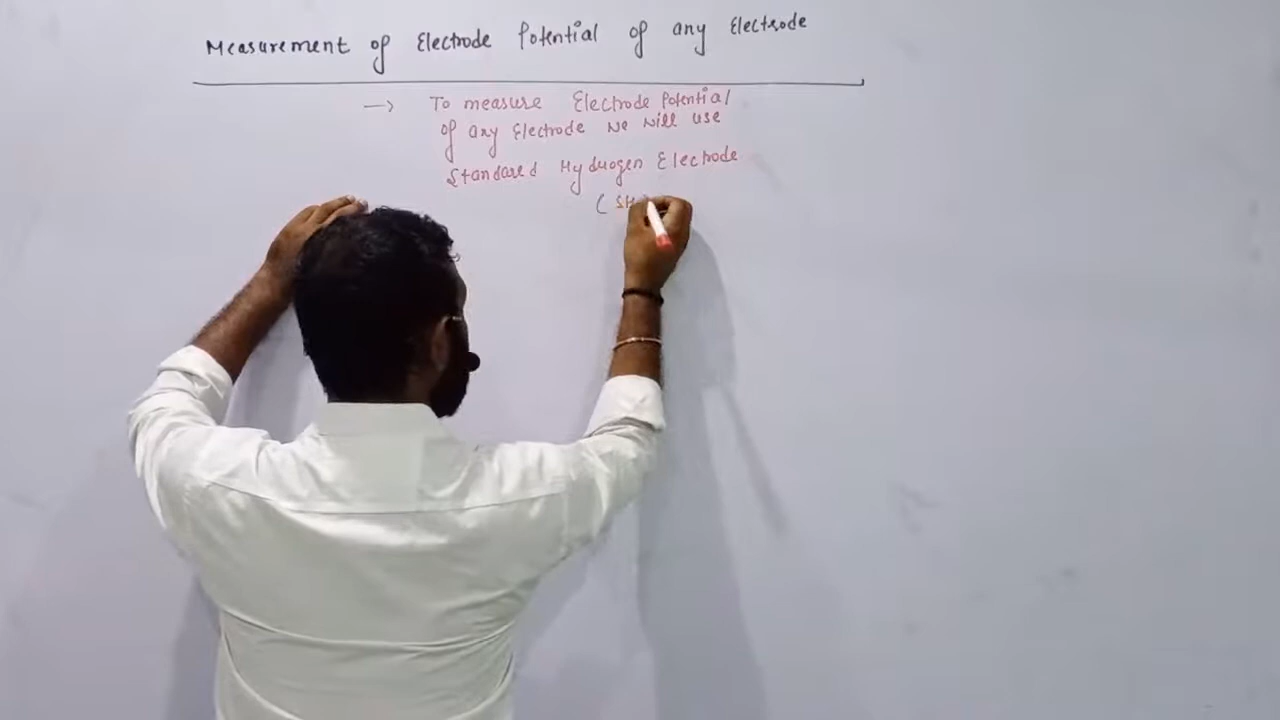 Measurement of Electrode Potential of any Electrode
→ To measure Electrode Potential
of any Electrode we will use
Standard Hydrogen Electrode
( SH